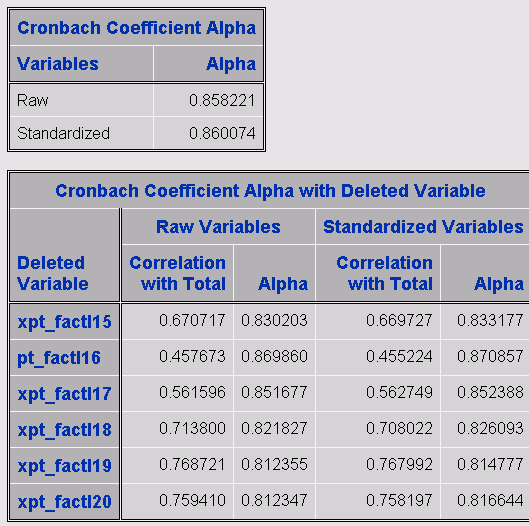 Cronbach Coefficient Alpha
Variables Alpha
Raw 0.858221
Standardized 0.860074
Cronbach Coefficient Alpha with Deleted Variable
Raw Variables Standardized Variables
Deleted Variable Correlation with Total Alpha Correlation with Total Alpha
xpt_factl15 0.670717 0.830203 0.669727 0.833177
pt_factl16 0.457673 0.869860 0.455224 0.870857
xpt_factl17 0.561596 0.851677 0.562749 0.852388
xpt_factl18 0.713800 0.821827 0.708022 0.826093
xpt_factl19 0.768721 0.812355 0.767992 0.814777
xpt_factl20 0.759410 0.812347 0.758197 0.816644